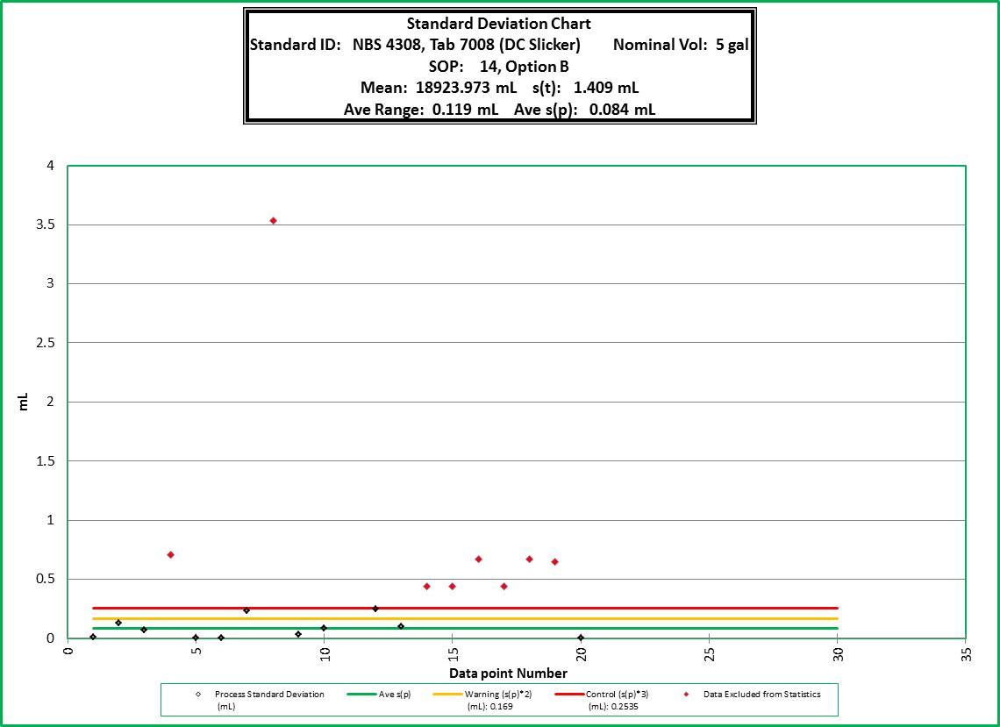 Standard Deviation Chart
Standard ID: NBS 4308, Tab 7008 (DC Slicker) Nominal Vol: 5 gal
SOP: 14, Option B
Mean: 18923.973 mL s(t): 1.409 mL
Ave Range: 0.119 mL Ave s(p): 0.084 mL
4
3.5
3
2.5
2
1.5
1
0.5
0
mL
0 5 10 15 20 25 30 35
Data point Number
Process Standard Deviation (mL)
Ave s(p)
Warning (s(p)*2) (mL): 0.169
Control (s(p)*3) (mL): 0.2535
Data Excluded from Statistics